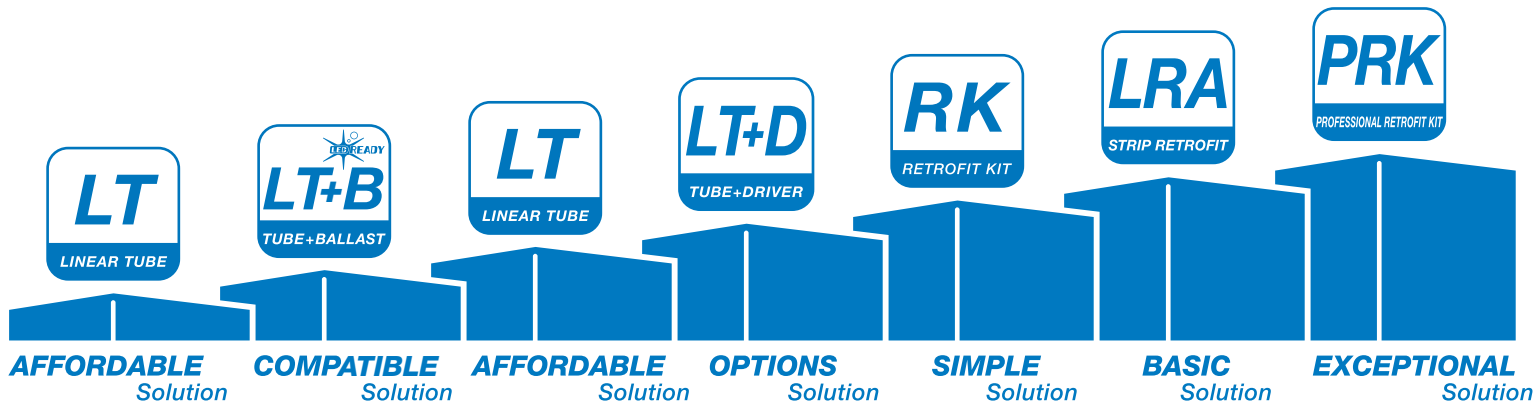 LT
LINEAR TUBE
AFFORDABLE
Solution
LED READY
LT+B
TUBE+BALLAST
COMPATIBLE
Solution
LT
LINEAR TUBE
AFFORDABLE
Solution
LT+D
TUBE+DRIVER
OPTIONS
Solution
RK
RETROFIT KIT
SIMPLE
Solution
LRA
STRIP RETROFIT
BASIC
Solution
PRK
PROFESSIONAL RETROFIT KIT
EXCEPTIONAL
Solution